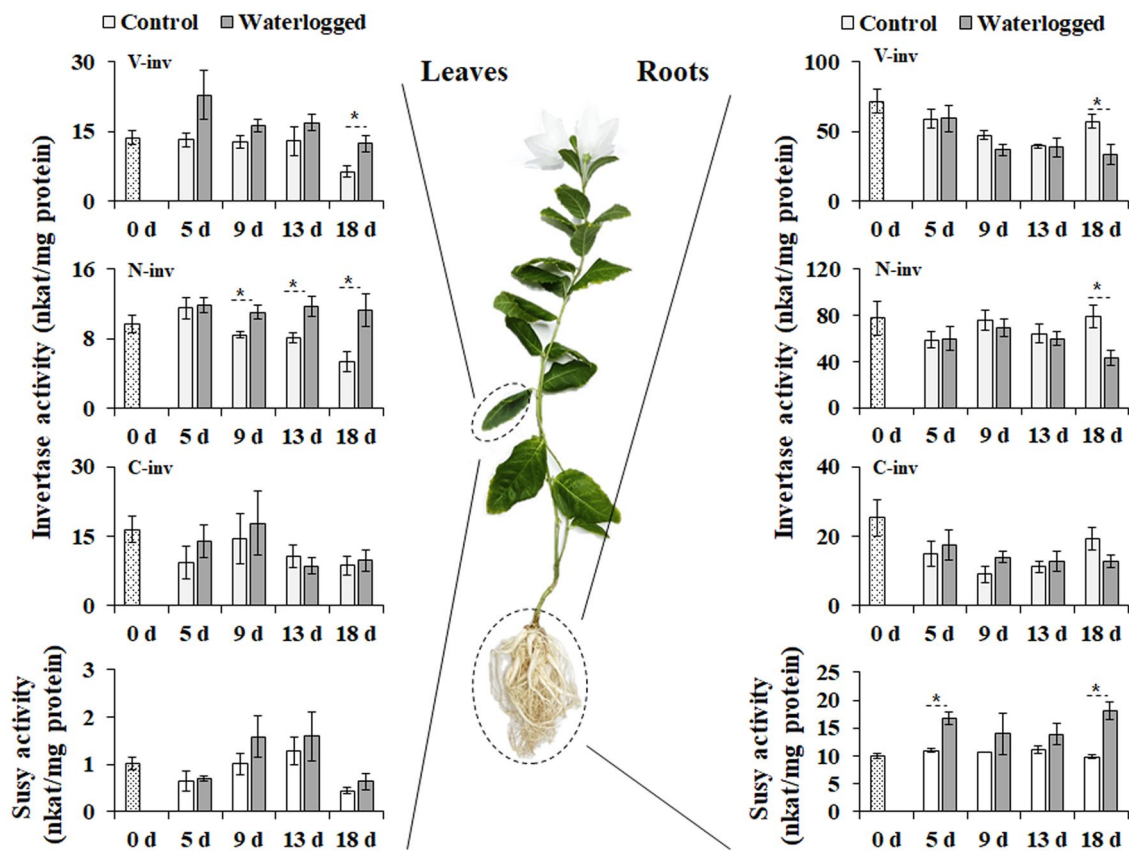 Control Waterlogged
Control Waterlogged
Leaves
Roots
Invertase activity (nkat/mg protein)
V-inv
30
15
0
0 d 5 d 9 d 13 d 18 d
*
N-inv
16
12
8
4
0
0 d 5 d 9 d 13 d 18 d
* * *
C-inv
30
15
0
0 d 5 d 9 d 13 d 18 d
Susy activity
(nkat/mg protein)
3
2
1
0
0 d 5 d 9 d 13 d 18 d
Invertase activity (nkat/mg protein)
V-inv
100
50
0
0 d 5 d 9 d 13 d 18 d
*
N-inv
120
80
40
0
0 d 5 d 9 d 13 d 18 d
*
C-inv
40
20
0
0 d 5 d 9 d 13 d 18 d
Susy activity
(nkat/mg protein)
25
20
15
10
5
0
0 d 5 d 9 d 13 d 18 d
* *